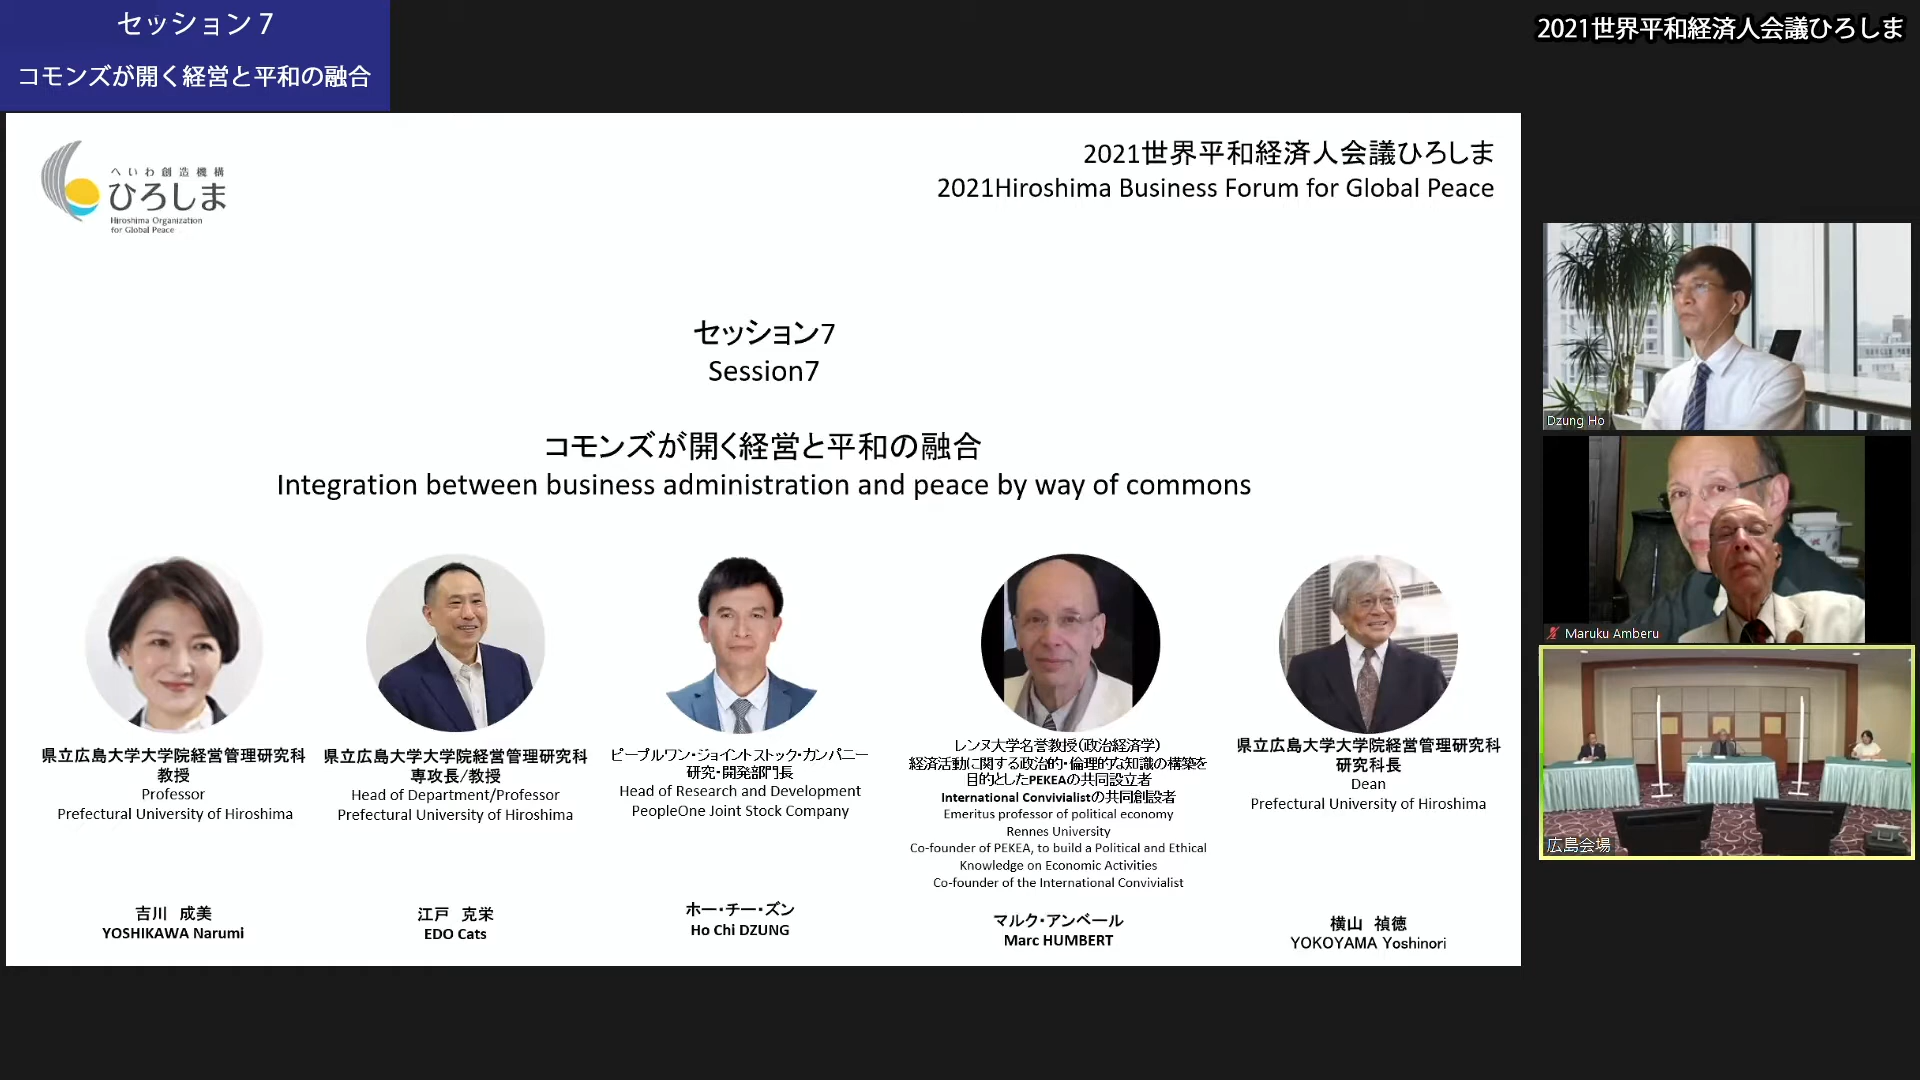 セッション７
コモンズが開く経営と平和の融合
2021世界平和経済人会議ひろしま
へいわ創造機構
ひろしま
Hiroshima Organization
for Global Peace
2021世界平和経済人会議ひろしま
2021Hiroshima Business Forum for Global Peace
セッション7
Session7
コモンズが開く経営と平和の融合
Integration between business administration and peace by way of commons
県立広島大学大学院経営管理研究科
教授
Professor
Prefectural University of Hiroshima
吉川　成美
YOSHIKAWA Narumi
県立広島大学大学院経営管理研究科
専攻長/教授
Head of Department/Professor
Prefectural University of Hiroshima
江戸　克栄
EDO Cats
ピープルワン・ジョイントストック・カンパニー
研究・開発部門長
Head of Research and Development
PeopleOne Joint Stock Company
ホー・チー・ズン
Ho Chi DZUNG
レンヌ大学名誉教授（政治経済学）
経済活動に関する政治的・倫理的な知識の構築を
目的としたPEKEAの共同設立者
International Convivialistの共同創設者
Emeritus professor of political economy
Rennes University
Co-founder of PEKEA, to build a Political and Ethical
Knowledge on Economic Activities
Co-founder of the International Convivialist
マルク・アンベール
Marc HUMBERT
県立広島大学大学院経営管理研究科
研究科長
Dean
Prefectural University of Hiroshima
横山　禎徳
YOKOYAMA Yoshinori
Dzung Ho
Maruku Amberu
広島会場